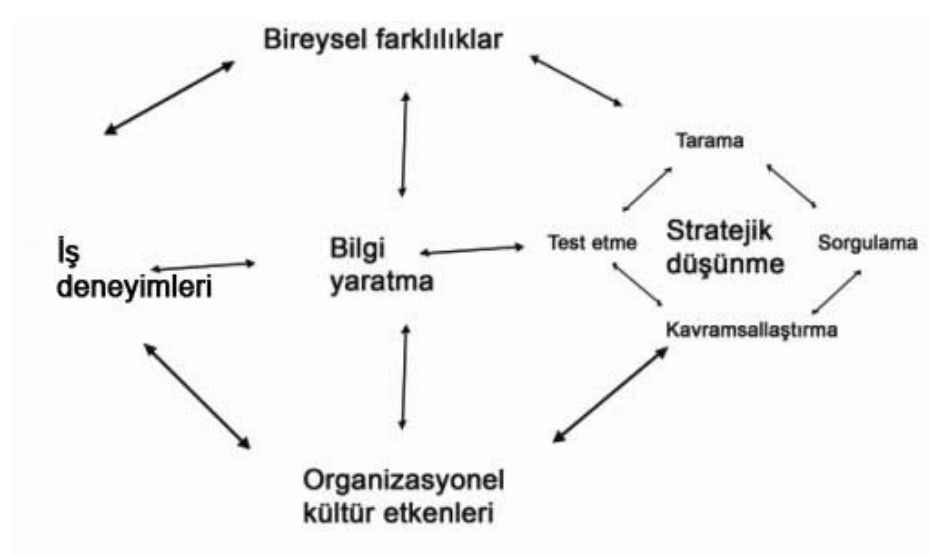 Bireysel farklılıklar
Tarama
İş
deneyimleri
Bilgi
yaratma
Test etme
Stratejik
düşünme
Sorgulama
Kavramsallaştırma
Organizasyonel
kültür etkenleri